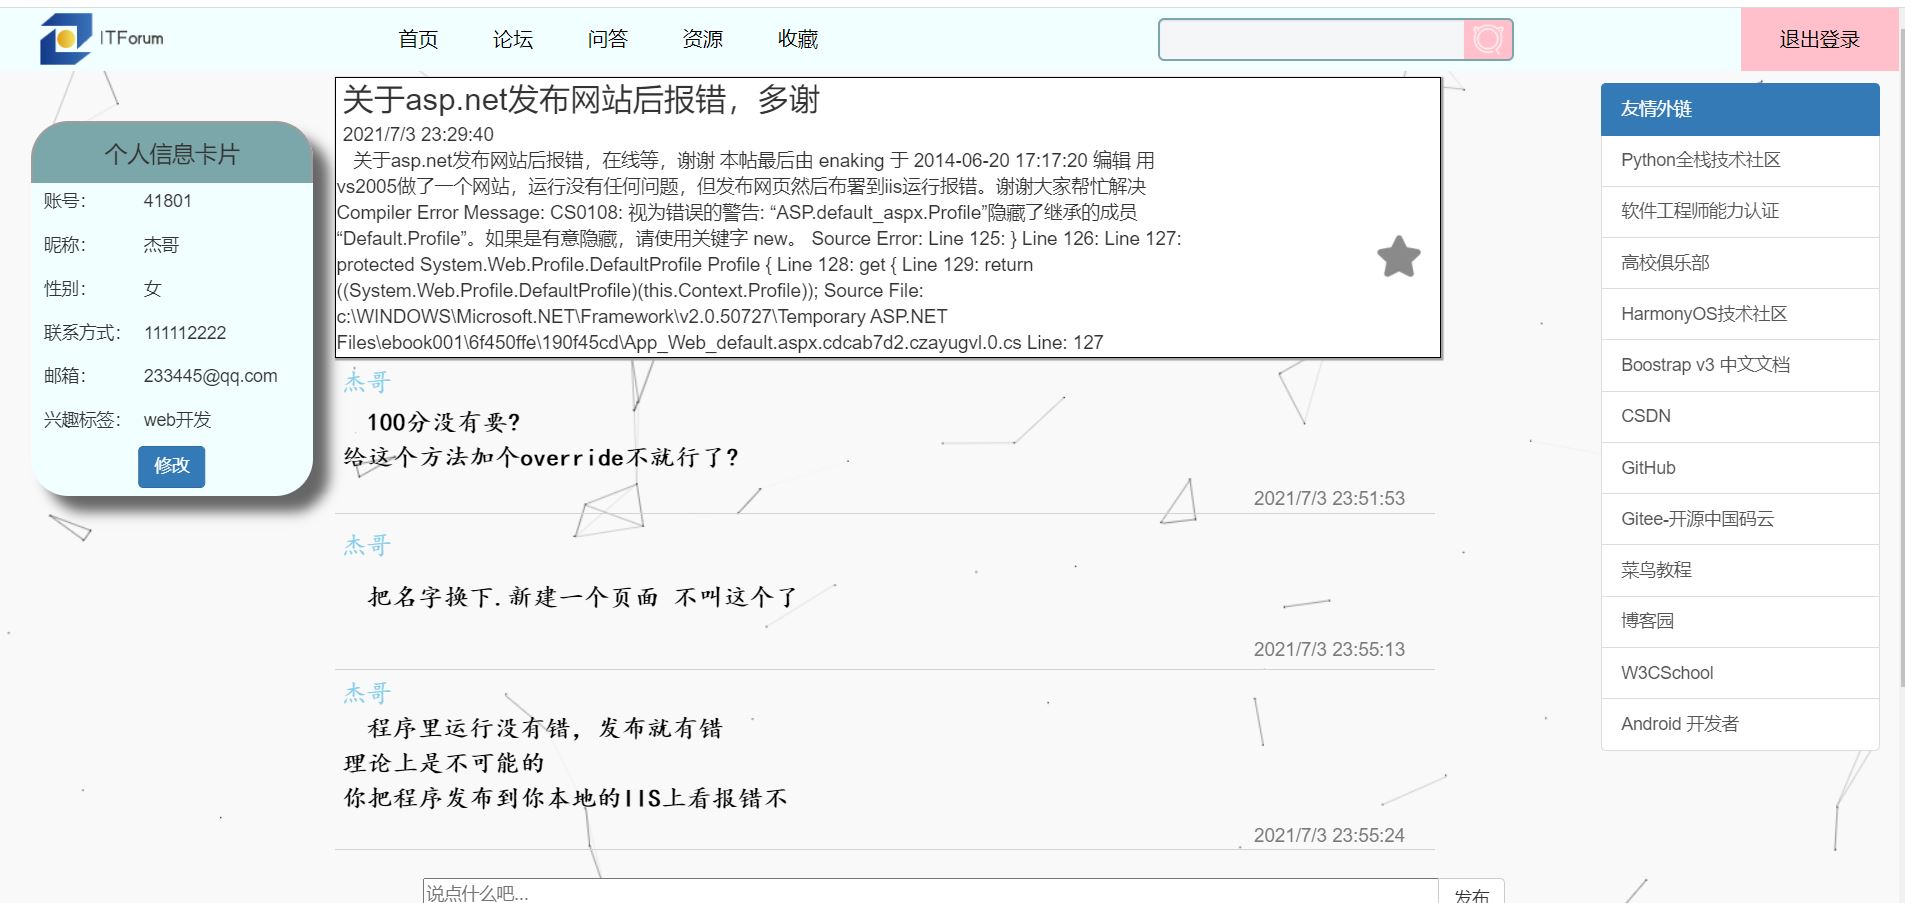 ITForum
首页
论坛
问答
资源
收藏
退出登录
个人信息卡片
账号： 41801
昵称： 杰哥
性别： 女
联系方式： 111112222
邮箱： 233445@qq.com
兴趣标签： web开发
修改
关于asp.net发布网站后报错，多谢
2021/7/3 23:29:40
关于asp.net发布网站后报错，在线等，谢谢 本帖最后由 enaking 于 2014-06-20 17:17:20 编辑 用
vs2005做了一个网站，运行没有任何问题，但发布网页然后布署到iis运行报错。谢谢大家帮忙解决
Compiler Error Message: CS0108: 视为错误的警告: “ASP.default_aspx.Profile”隐藏了继承的成员
“Default.Profile”。如果是有意隐藏，请使用关键字 new。 Source Error: Line 125: } Line 126: Line 127:
protected System.Web.Profile.DefaultProfile Profile { Line 128: get { Line 129: return
((System.Web.Profile.DefaultProfile)(this.Context.Profile)); Source File:
c:\WINDOWS\Microsoft.NET\Framework\v2.0.50727\Temporary ASP.NET
Files\ebook001\6f450ffe\190f45cd\App_Web_default.aspx.cdcab7d2.czayugvl.0.cs Line: 127
杰哥
100分没有要?
给这个方法加个override不就行了?
2021/7/3 23:51:53
杰哥
把名字换下.新建一个页面 不叫这个了
2021/7/3 23:55:13
杰哥
程序里运行没有错，发布就有错
理论上是不可能的
你把程序发布到你本地的IIS上看报错不
2021/7/3 23:55:24
说点什么吧...
发布
友情外链
Python全栈技术社区
软件工程师能力认证
高校俱乐部
HarmonyOS技术社区
Boostrap v3 中文文档
CSDN
GitHub
Gitee-开源中国码云
菜鸟教程
博客园
W3CSchool
Android 开发者